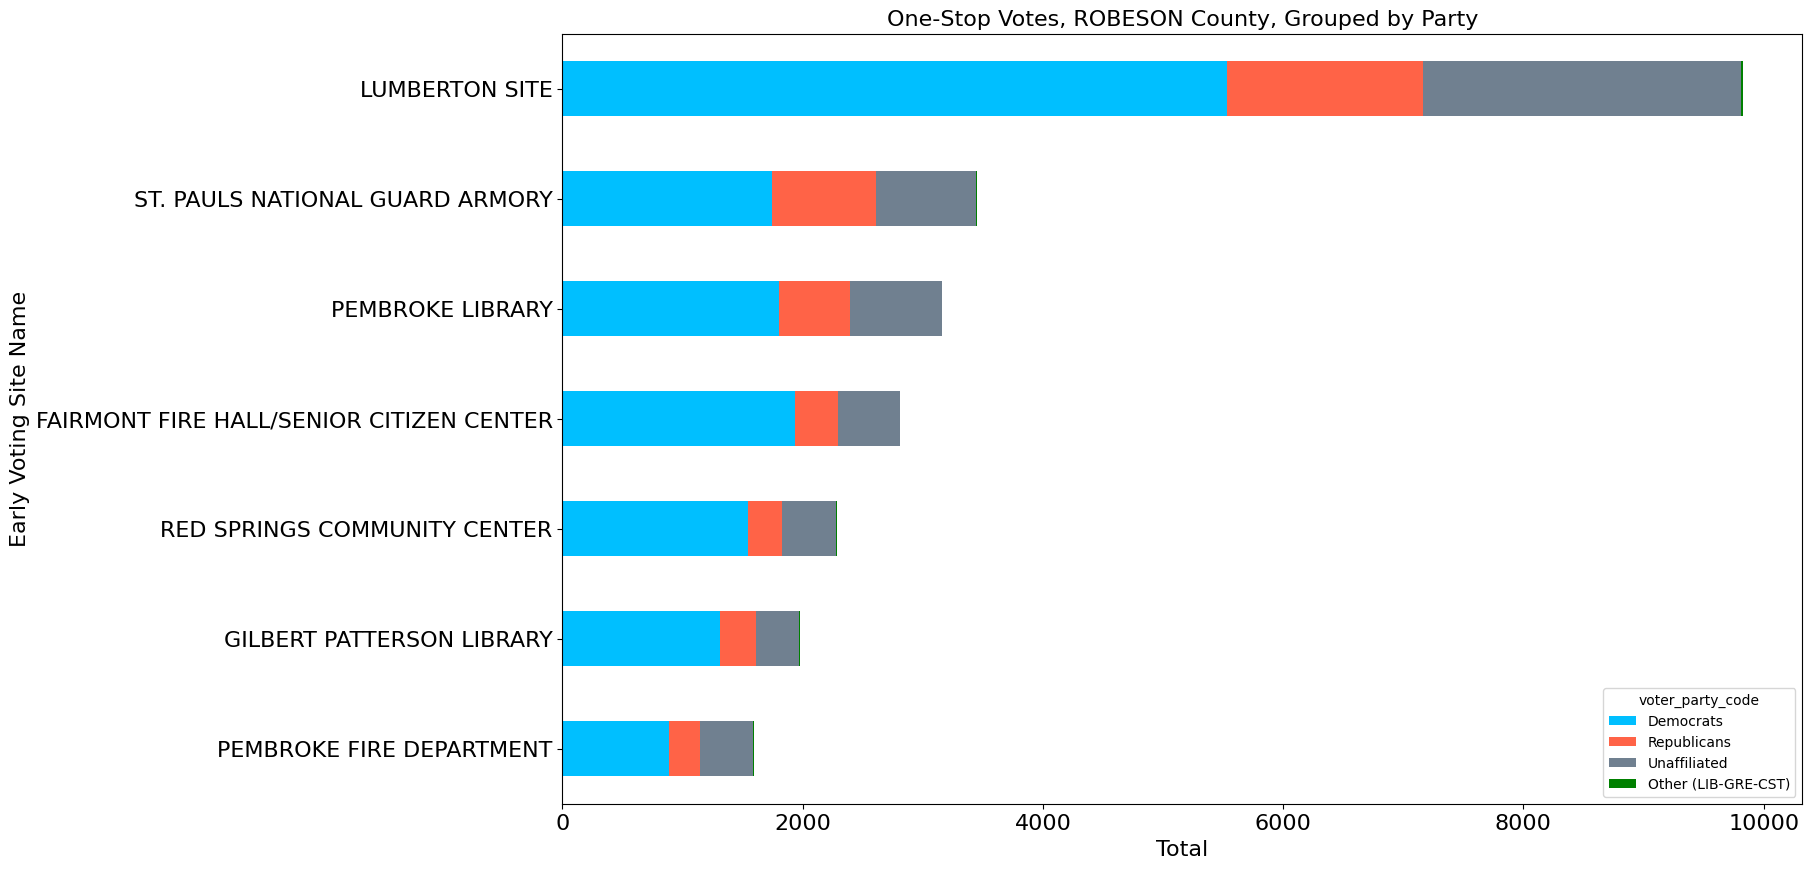 One-Stop Votes, ROBESON County, Grouped by Party
Early Voting Site Name
LUMBERTON SITE
ST. PAULS NATIONAL GUARD ARMORY
PEMBROKE LIBRARY
FAIRMONT FIRE HALL/SENIOR CITIZEN CENTER
RED SPRINGS COMMUNITY CENTER
GILBERT PATTERSON LIBRARY
PEMBROKE FIRE DEPARTMENT
voter_party_code
Democrats
Republicans
Unaffiliated
Other (LIB-GRE-CST)
0 2000 4000 6000 8000 10000
Total